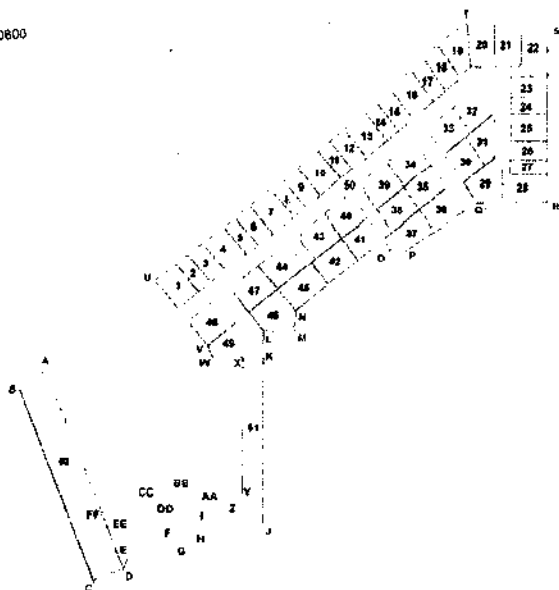 0800
T
S
19 20 21 22
18
17 23
16 24
14 32
13 33 25
12 31 26
11 34 30 27
10 50 39 35 29 28
9 R
8 40 38 36 Q
7 43 41 37
6 O P
5 44 42
4
3 47 45
2
1
U
48 46 N
V 49 L M
W X K
A
B
51
CC BB AA Y
DD I Z
FF EE F H J
E G
C D